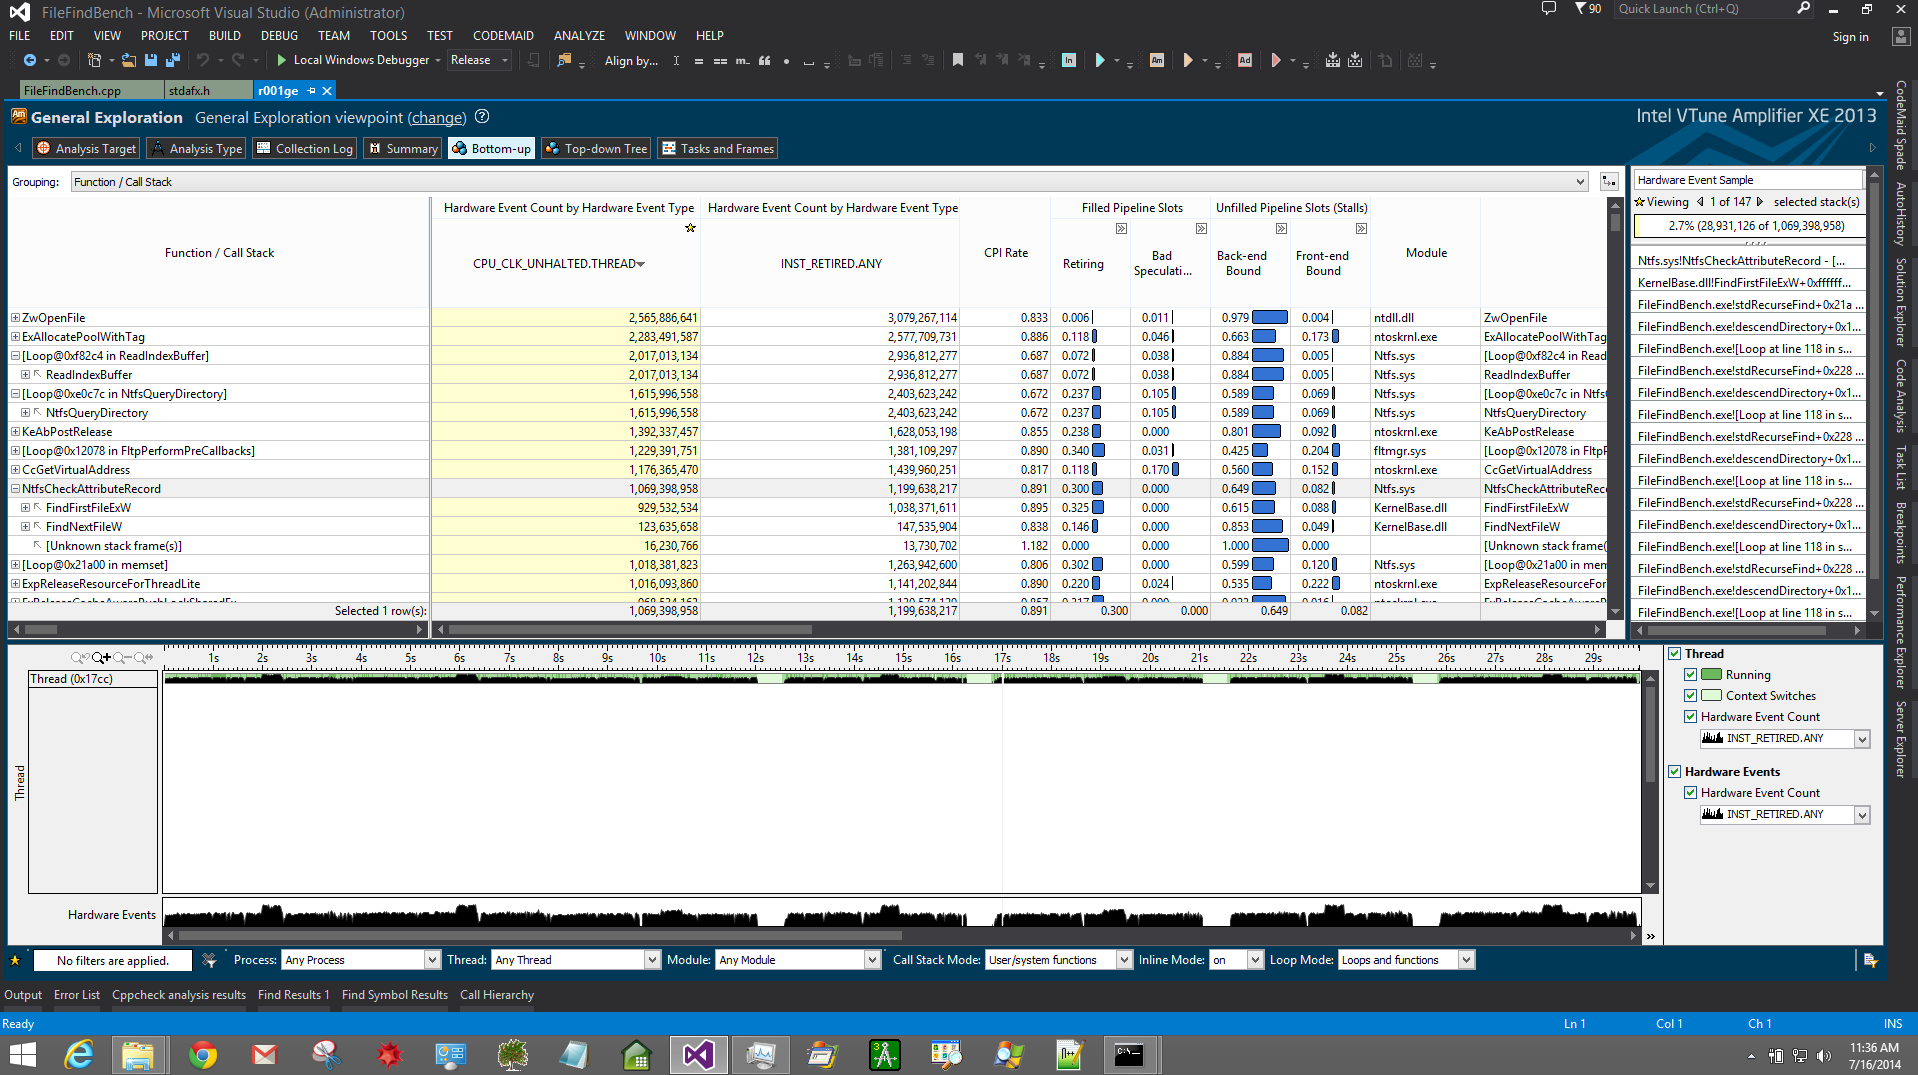 FileFindBench - Microsoft Visual Studio (Administrator)
90
Quick Launch (Ctrl+Q)
FILE EDIT VIEW PROJECT BUILD DEBUG TEAM TOOLS TEST CODEMAID ANALYZE WINDOW HELP
Sign in
Local Windows Debugger Release Align by...
FileFindBench.cpp stdafx.h r001ge
General Exploration General Exploration viewpoint (change)
Intel VTune Amplifier XE 2013
Analysis Target Analysis Type Collection Log Summary Bottom-up Top-down Tree Tasks and Frames
Grouping: Function / Call Stack
Function / Call Stack
Hardware Event Count by Hardware Event Type Hardware Event Count by Hardware Event Type
CPU_CLK_UNHALTED.THREAD INST_RETIRED.ANY
CPI Rate
Filled Pipeline Slots Unfilled Pipeline Slots (Stalls)
Retiring
Bad Speculati...
Back-end Bound
Front-end Bound
Module
ZwOpenFile 2,565,886,641 3,079,267,114 0.833 0.006 0.011 0.979 0.004 ntdll.dll ZwOpenFile
ExAllocatePoolWithTag 2,283,491,587 2,577,709,731 0.886 0.118 0.046 0.663 0.173 ntoskrnl.exe ExAllocatePoolWithTag
[Loop@0xf82c4 in ReadIndexBuffer] 2,017,013,134 2,936,812,277 0.687 0.072 0.038 0.884 0.005 Ntfs.sys [Loop@0xf82c4 in Read
ReadIndexBuffer 2,017,013,134 2,936,812,277 0.687 0.072 0.038 0.884 0.005 Ntfs.sys ReadIndexBuffer
[Loop@0xe0c7c in NtfsQueryDirectory] 1,615,996,558 2,403,623,242 0.672 0.237 0.105 0.589 0.069 Ntfs.sys [Loop@0xe0c7c in Ntfs
NtfsQueryDirectory 1,615,996,558 2,403,623,242 0.672 0.237 0.105 0.589 0.069 Ntfs.sys NtfsQueryDirectory
KeAbPostRelease 1,392,337,457 1,628,053,198 0.855 0.238 0.000 0.801 0.092 ntoskrnl.exe KeAbPostRelease
[Loop@0x12078 in FltpPerformPreCallbacks] 1,229,391,751 1,381,109,297 0.890 0.340 0.031 0.425 0.204 fltmgr.sys [Loop@0x12078 in FltpP
CcGetVirtualAddress 1,176,365,470 1,439,960,251 0.817 0.118 0.170 0.560 0.152 ntoskrnl.exe CcGetVirtualAddress
NtfsCheckAttributeRecord 1,069,398,958 1,199,638,217 0.891 0.300 0.000 0.649 0.082 Ntfs.sys NtfsCheckAttributeReco
FindFirstFileExW 929,532,534 1,038,371,611 0.895 0.325 0.000 0.615 0.088 KernelBase.dll FindFirstFileExW
FindNextFileW 123,635,658 147,535,904 0.838 0.146 0.000 0.853 0.049 KernelBase.dll FindNextFileW
[Unknown stack frame(s)] 16,230,766 13,730,702 1.182 0.000 0.000 1.000 0.000 [Unknown stack frame(s
[Loop@0x21a00 in memset] 1,018,381,823 1,263,942,600 0.806 0.302 0.000 0.599 0.120 Ntfs.sys [Loop@0x21a00 in mem
ExpReleaseResourceForThreadLite 1,016,093,860 1,141,202,844 0.890 0.220 0.024 0.535 0.222 ntoskrnl.exe ExpReleaseResourceForT
Selected 1 row(s): 1,069,398,958 1,199,638,217 0.891 0.300 0.000 0.649 0.082
Hardware Event Sample
Viewing 1 of 147 selected stack(s)
2.7% (28,931,126 of 1,069,398,958)
Ntfs.sys!NtfsCheckAttributeRecord - [...
KernelBase.dll!FindFirstFileExW+0xffffff...
FileFindBench.exe!stdRecurseFind+0x21a ...
FileFindBench.exe!descendDirectory+0x1...
FileFindBench.exe![Loop at line 118 in s...
FileFindBench.exe!stdRecurseFind+0x228 ...
FileFindBench.exe!descendDirectory+0x1...
FileFindBench.exe![Loop at line 118 in s...
FileFindBench.exe!stdRecurseFind+0x228 ...
FileFindBench.exe!descendDirectory+0x1...
FileFindBench.exe![Loop at line 118 in s...
FileFindBench.exe!stdRecurseFind+0x228 ...
FileFindBench.exe!descendDirectory+0x1...
FileFindBench.exe![Loop at line 118 in s...
FileFindBench.exe!stdRecurseFind+0x228 ...
FileFindBench.exe!descendDirectory+0x1...
FileFindBench.exe![Loop at line 118 in s...
CodeMaid Spade
AutoHistory
Solution Explorer
Code Analysis
Task List
Breakpoints
Performance Explorer
Server Explorer
1s 2s 3s 4s 5s 6s 7s 8s 9s 10s 11s 12s 13s 14s 15s 16s 17s 18s 19s 20s 21s 22s 23s 24s 25s 26s 27s 28s 29s
Thread (0x17cc)
Thread
Hardware Events
Thread
Running
Context Switches
Hardware Event Count
INST_RETIRED.ANY
Hardware Events
Hardware Event Count
INST_RETIRED.ANY
No filters are applied. Process: Any Process Thread: Any Thread Module: Any Module Call Stack Mode: User/system functions Inline Mode: on Loop Mode: Loops and functions
Output Error List Cppcheck analysis results Find Results 1 Find Symbol Results Call Hierarchy
Ready Ln 1 Col 1 Ch 1 INS
11:36 AM
7/16/2014